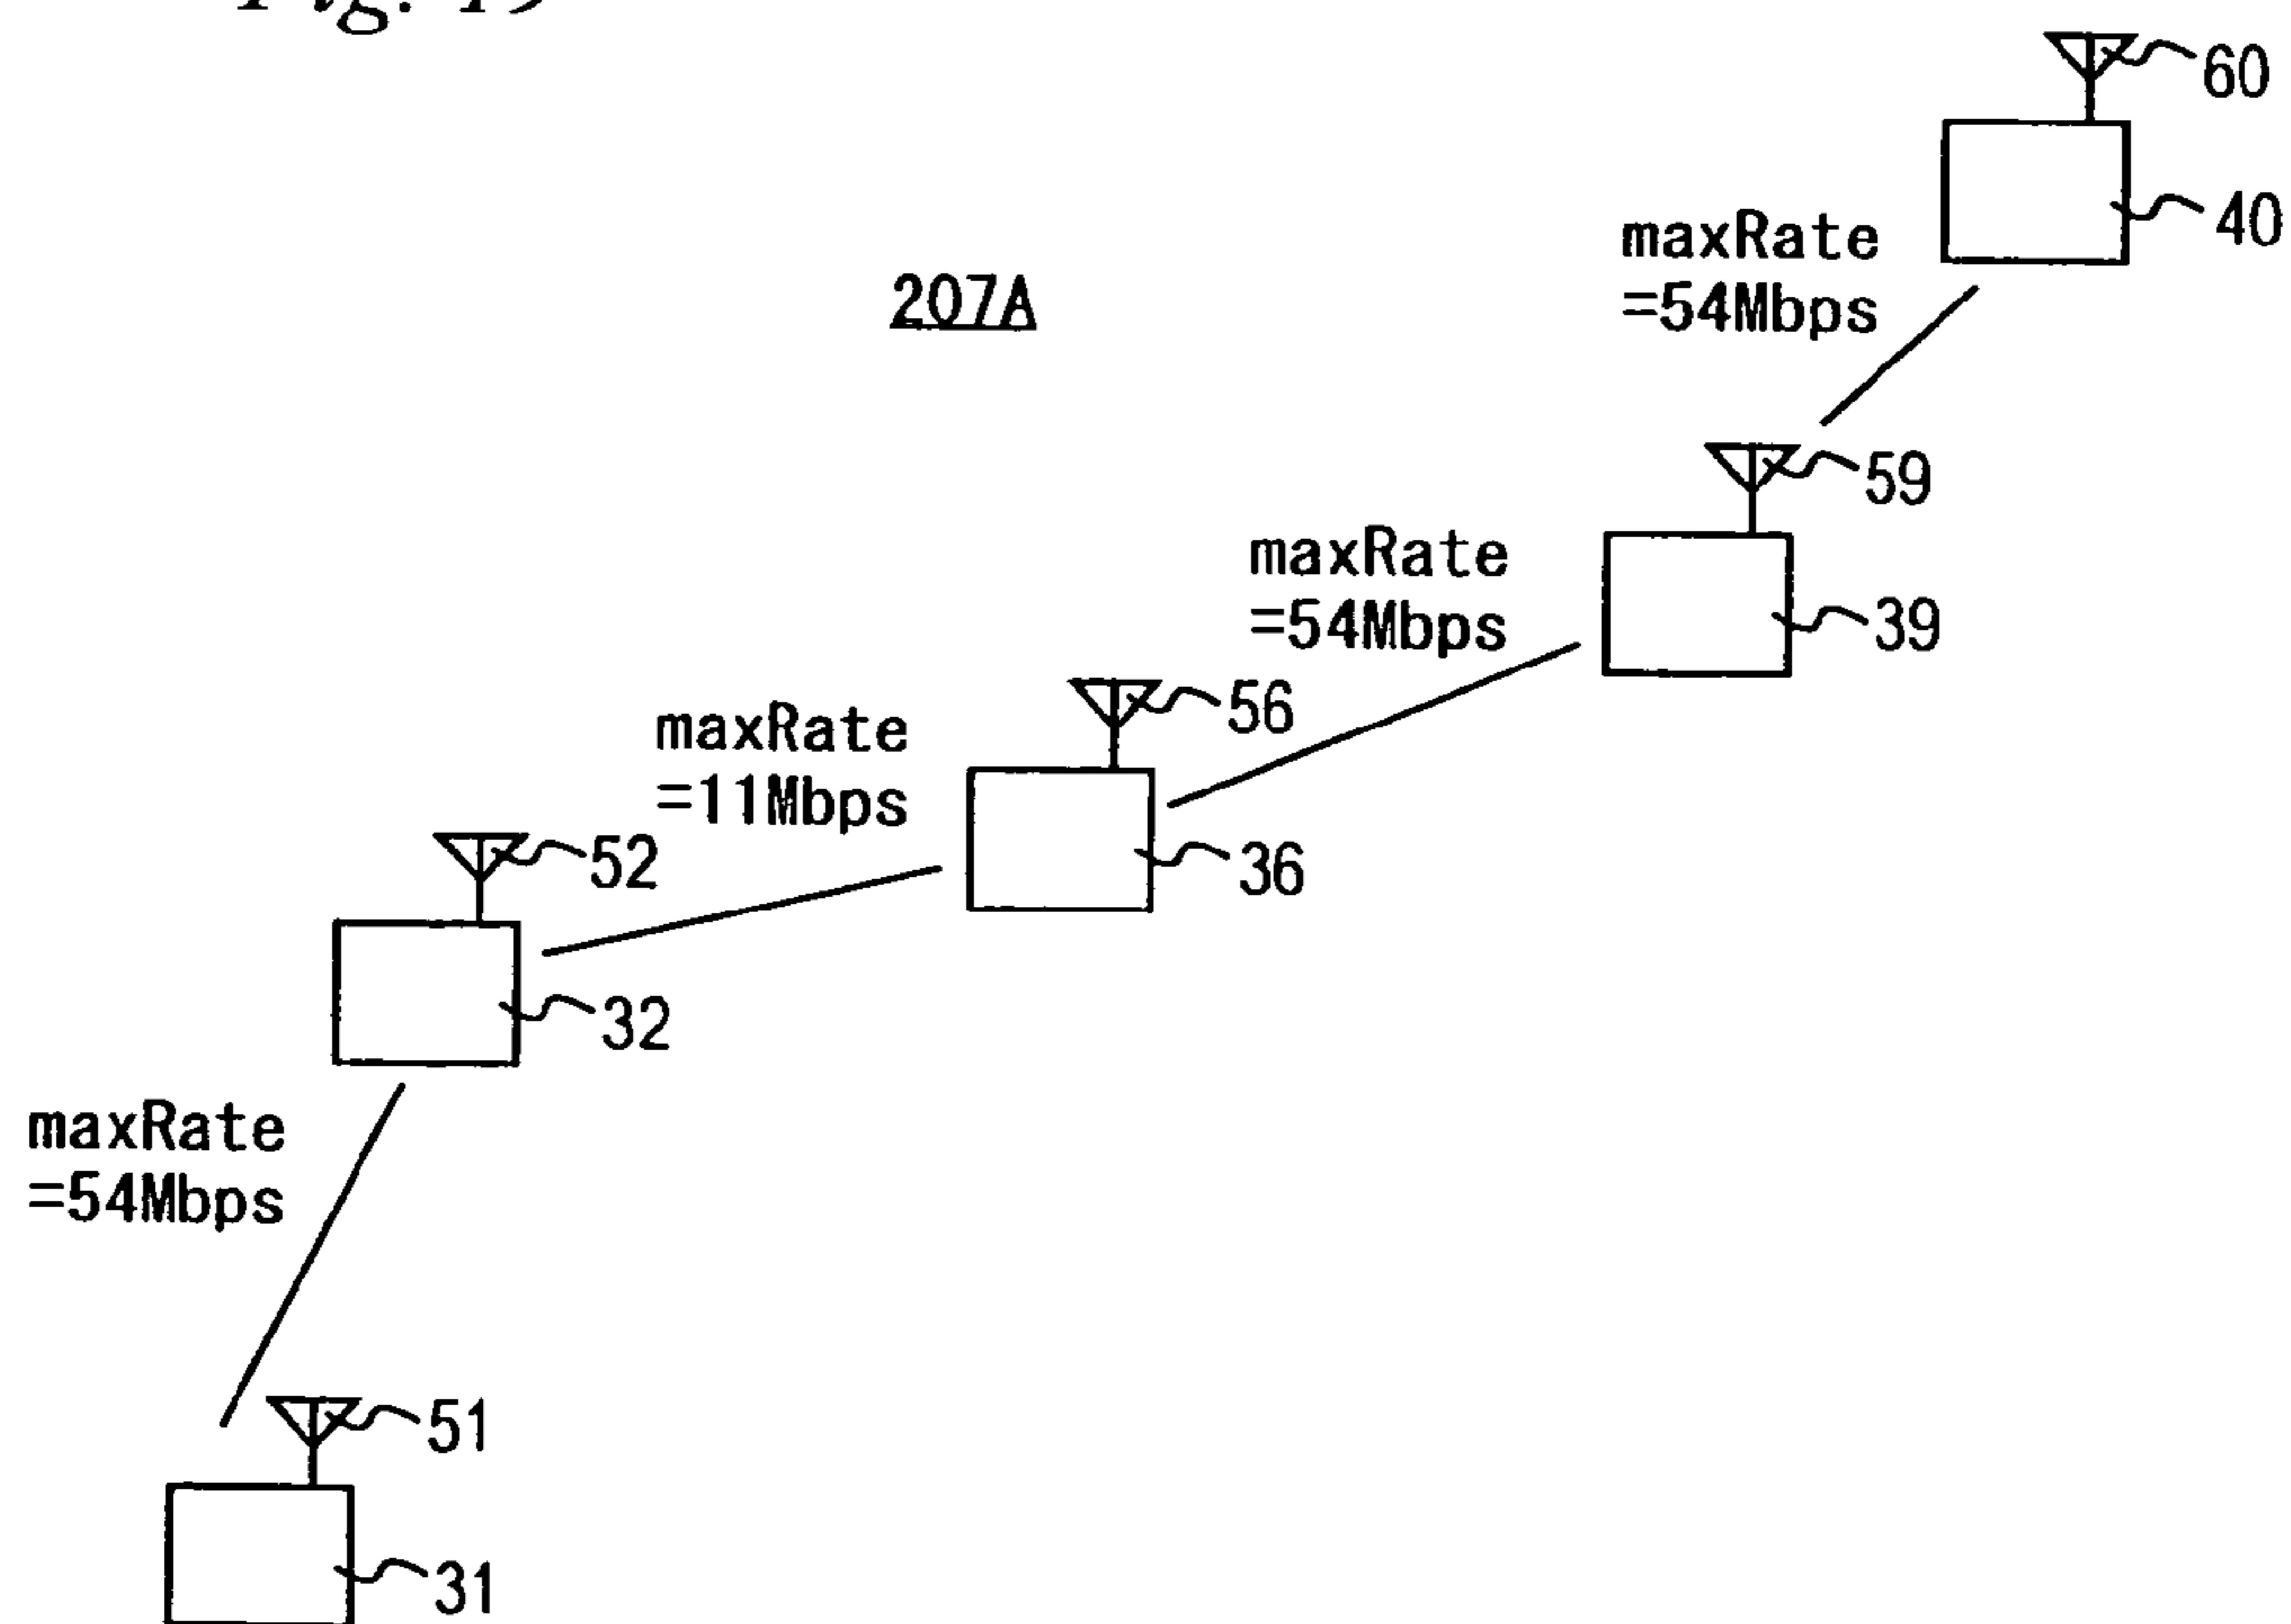 60
40
maxRate
=54Mbps
207A
59
39
maxRate
=54Mbps
56
36
maxRate
=11Mbps
52
32
maxRate
=54Mbps
51
31